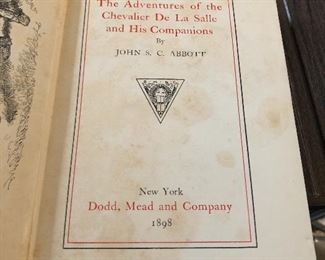 The Adventures of the
Chevalier De La Salle
and His Companions
By
JOHN S. C. ABBOTT
New York
Dodd, Mead and Company
1898